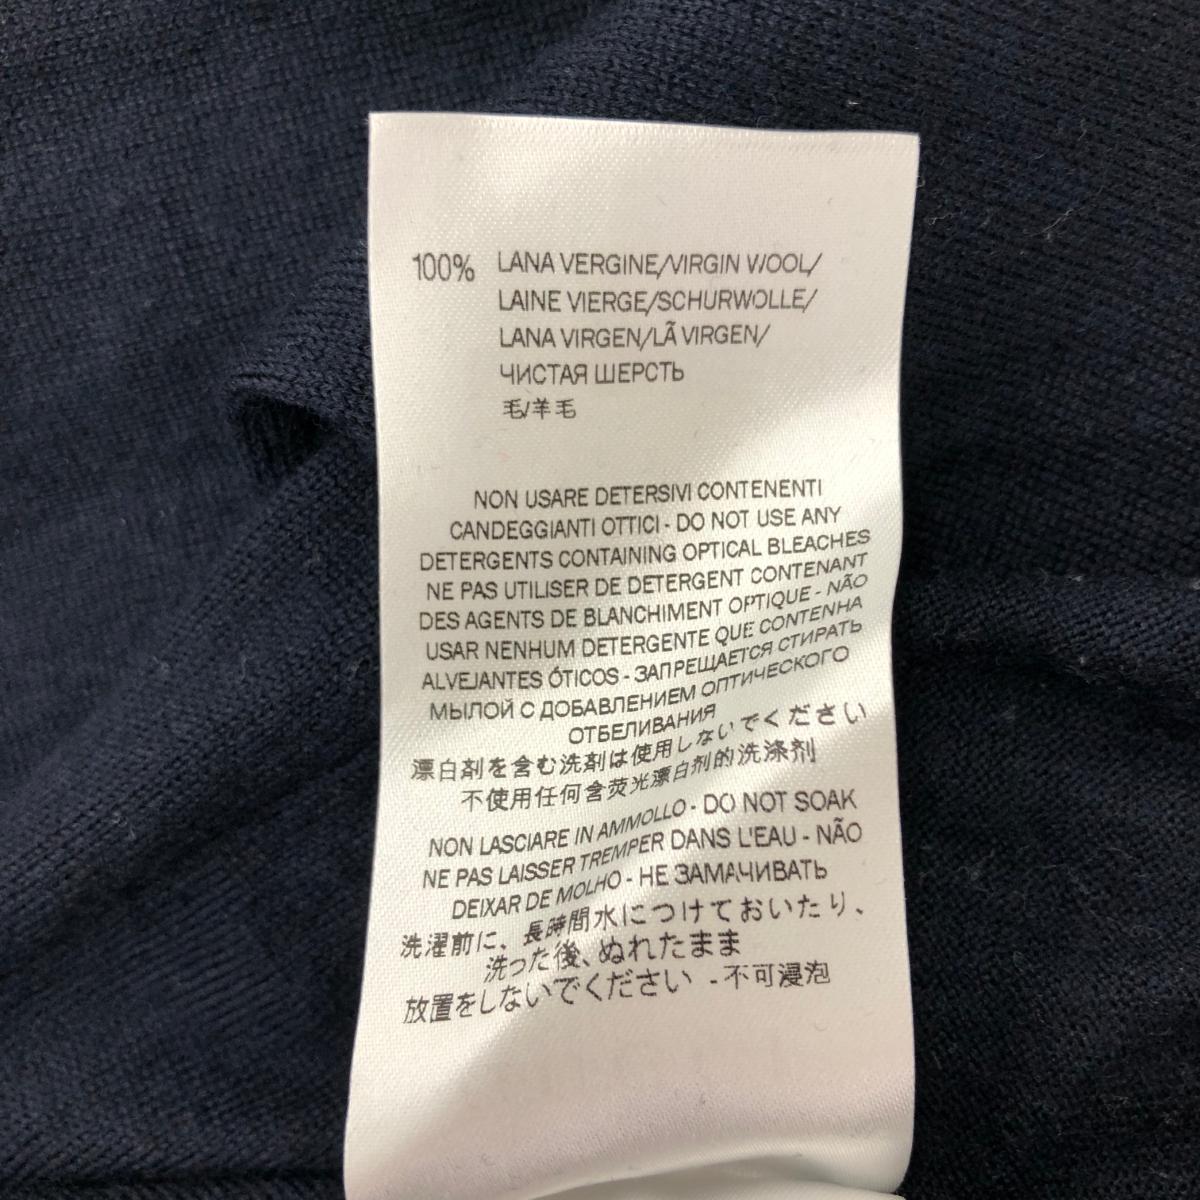 100% LANA VERGINE/VIRGIN WOOL/
LAINE VIERGE/SCHURWOLLE/
LANA VIRGEN/LÃ VIRGEN/
ЧИСТАЯ ШЕРСТЬ
毛/羊毛
NON USARE DETERSIVI CONTENENTI
CANDEGGIANTI OTTICI - DO NOT USE ANY
DETERGENTS CONTAINING OPTICAL BLEACHES
NE PAS UTILISER DE DETERGENT CONTENANT
DES AGENTS DE BLANCHIMENT OPTIQUE - NÃO
USAR NENHUM DETERGENTE QUE CONTENHA
ALVEJANTES ÓTICOS - ЗАПРЕЩАЕТСЯ СТИРАТЬ
МЫЛОЙ С ДОБАВЛЕНИЕМ ОПТИЧЕСКОГО
ОТБЕЛИВАНИЯ
漂白剤を含む洗剤は使用しないでください
不使用任何含荧光漂白剂的洗涤剂
NON LASCIARE IN AMMOLLO - DO NOT SOAK
NE PAS LAISSER TREMPER DANS L'EAU - NÃO
DEIXAR DE MOLHO - НЕ ЗАМАЧИВАТЬ
洗濯前に、長時間水につけておいたり、
洗った後、ぬれたまま
放置をしないでください - 不可浸泡